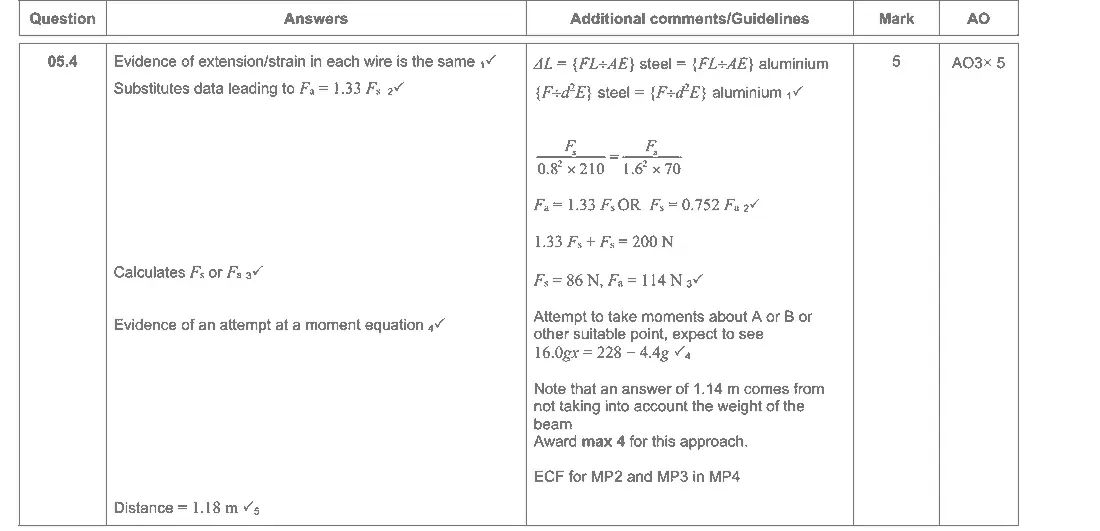 Question Answers Additional comments/Guidelines Mark AO
05.4 Evidence of extension/strain in each wire is the same ₁✓ ΔL = {FL÷AE} steel = {FL÷AE} aluminium 5 AO3× 5
Substitutes data leading to Fₐ = 1.33 Fₛ ₂✓ {F÷d²E} steel = {F÷d²E} aluminium ₁✓
Fₛ / 0.8² × 210 = Fₐ / 1.6² × 70
Fₐ = 1.33 Fₛ OR Fₛ = 0.752 Fₐ ₂✓
1.33 Fₛ + Fₛ = 200 N
Calculates Fₛ or Fₐ ₃✓ Fₛ = 86 N, Fₐ = 114 N ₃✓
Evidence of an attempt at a moment equation ₄✓ Attempt to take moments about A or B or
other suitable point, expect to see
16.0gx = 228 − 4.4g ✓₄
Note that an answer of 1.14 m comes from
not taking into account the weight of the
beam
Award max 4 for this approach.
ECF for MP2 and MP3 in MP4
Distance = 1.18 m ✓₅